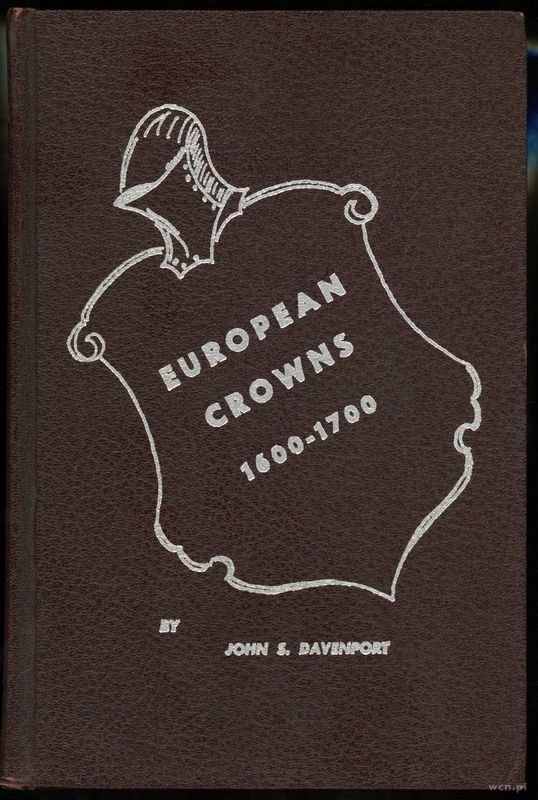 EUROPEAN
CROWNS
1600-1700
BY
JOHN S. DAVENPORT
wcn.pl